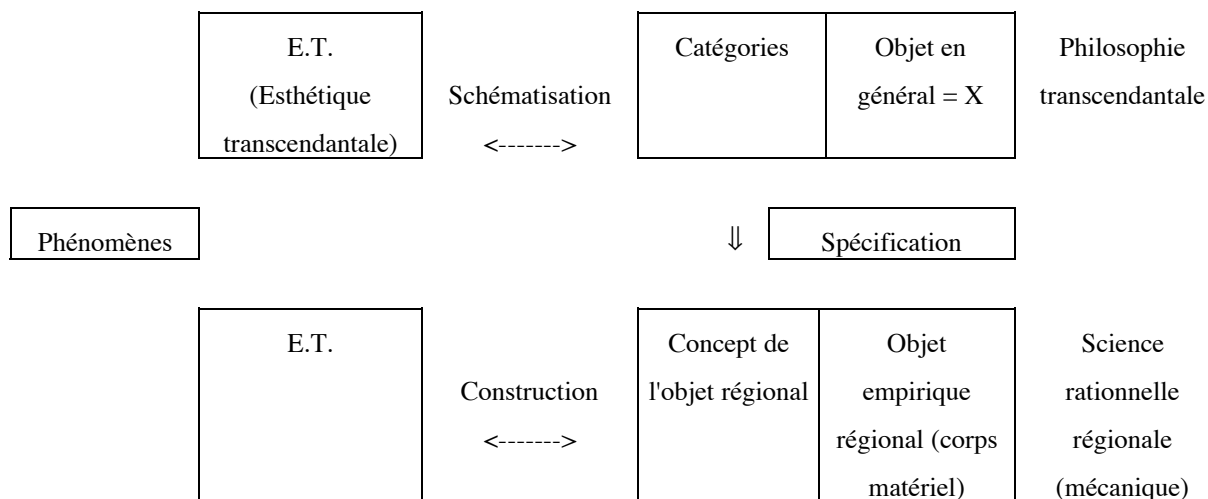 E.T.
(Esthétique
transcendantale)
Schématisation
<------->
Catégories
Objet en
général = X
Philosophie
transcendantale
Phénomènes
⇓
Spécification
E.T.
Construction
<------->
Concept de
l'objet régional
Objet
empirique
régional (corps
matériel)
Science
rationnelle
régionale
(mécanique)